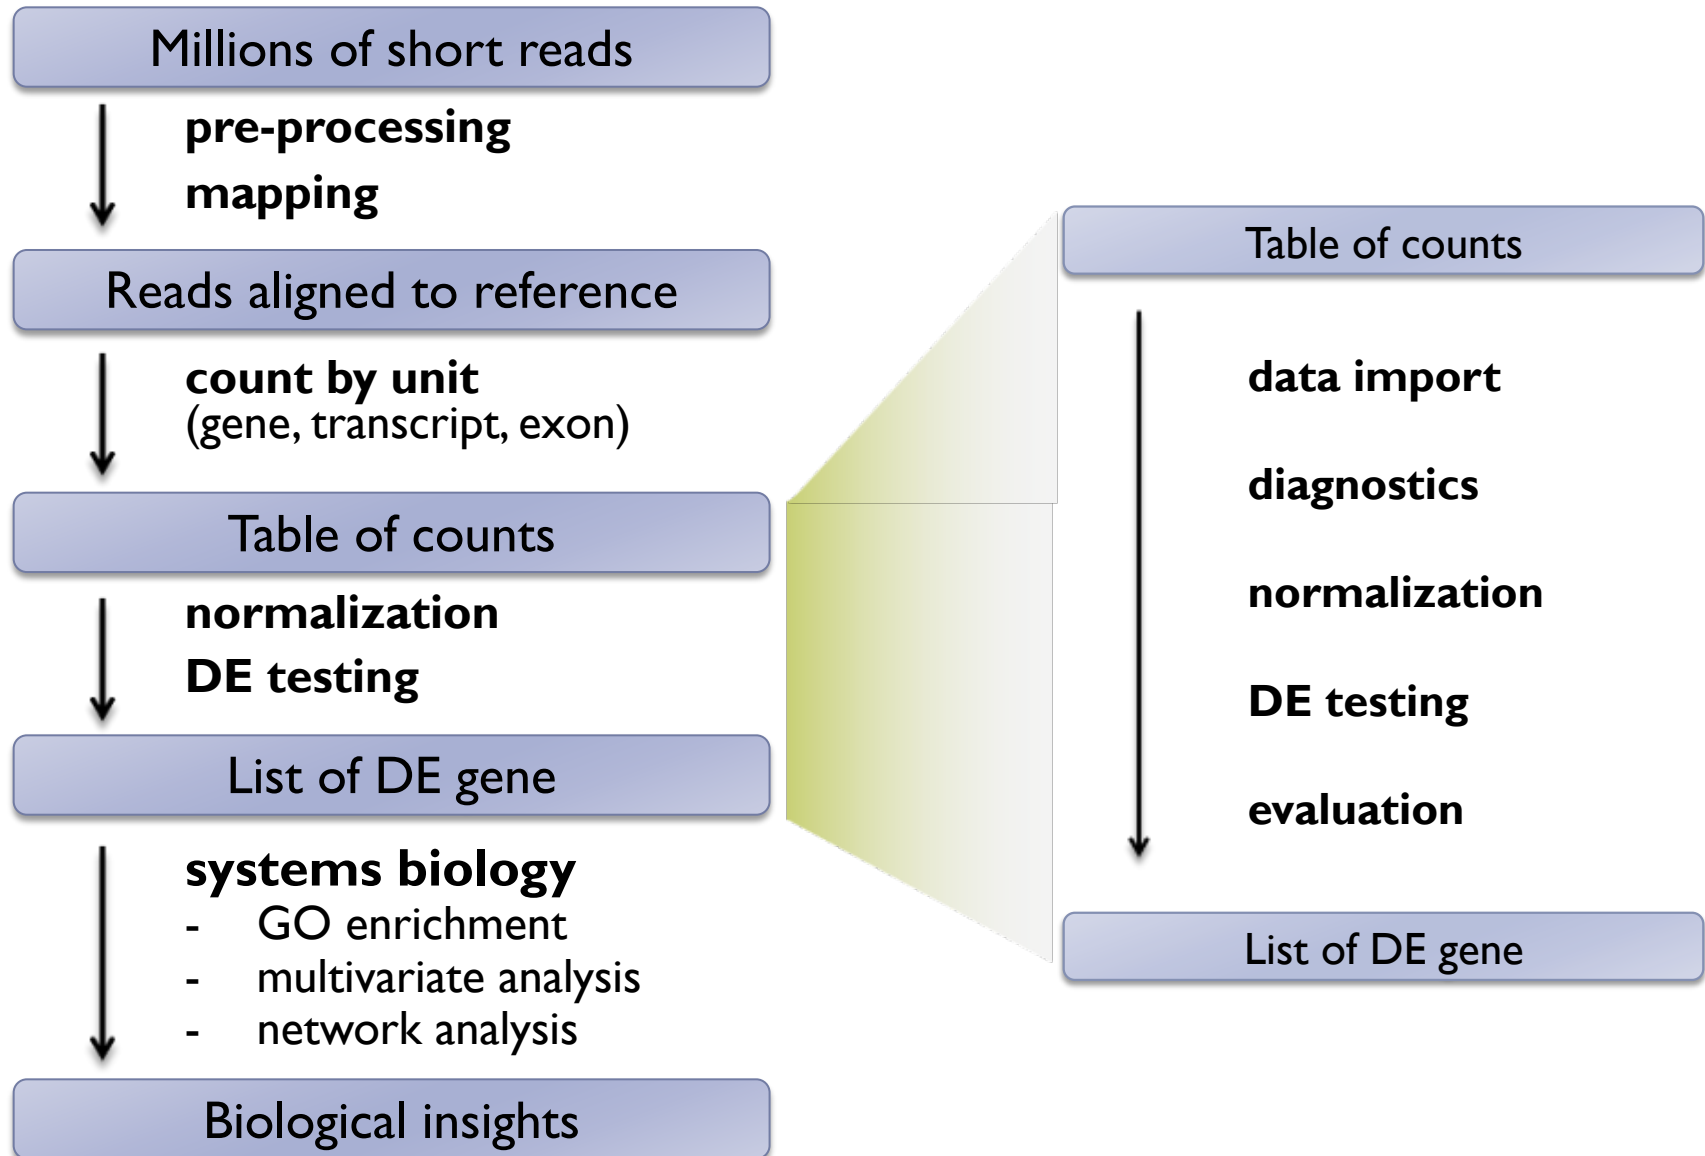 Millions of short reads
pre-processing
mapping
Reads aligned to reference
count by unit
(gene, transcript, exon)
Table of counts
normalization
DE testing
List of DE gene
systems biology
- GO enrichment
- multivariate analysis
- network analysis
Biological insights
Table of counts
data import
diagnostics
normalization
DE testing
evaluation
List of DE gene